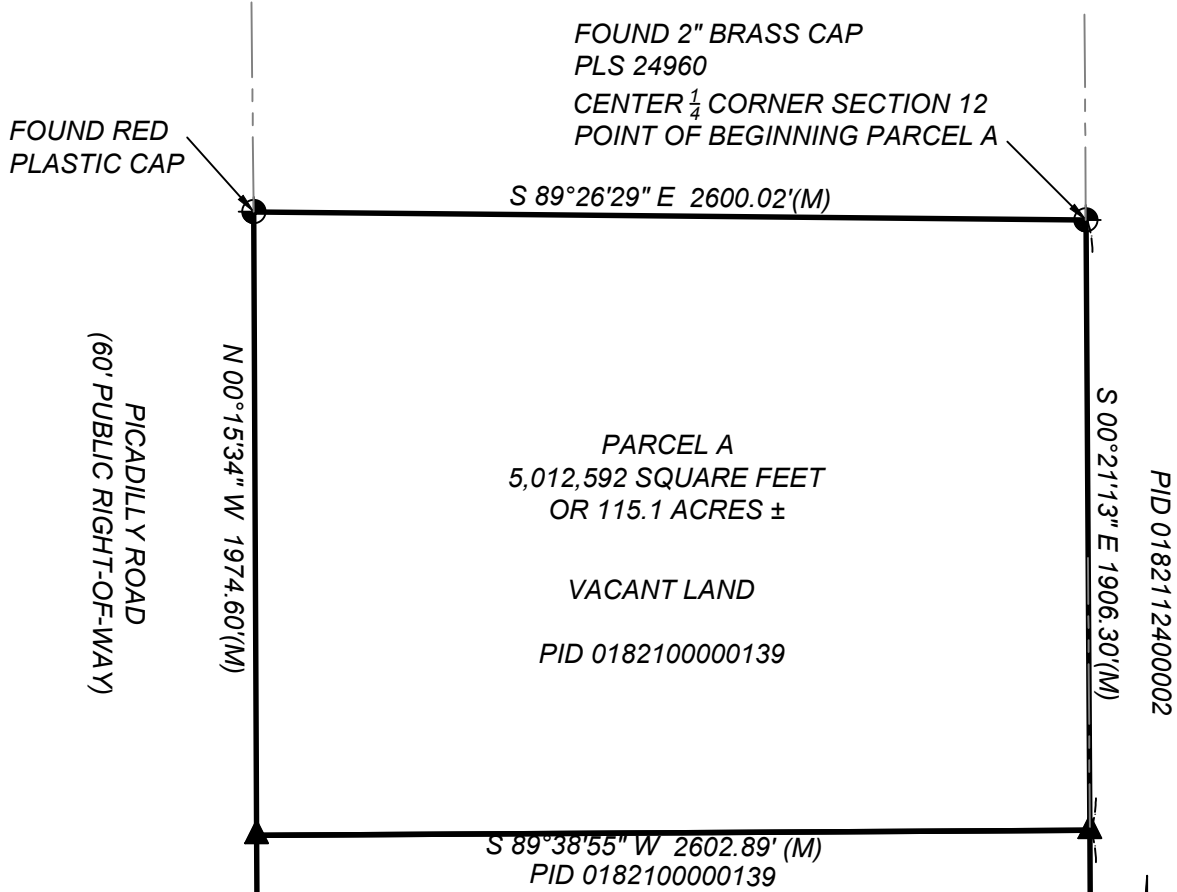 FOUND 2" BRASS CAP
PLS 24960
CENTER 1/4 CORNER SECTION 12
POINT OF BEGINNING PARCEL A
FOUND RED
PLASTIC CAP
S 89°26'29" E 2600.02'(M)
PICADILLY ROAD
(60' PUBLIC RIGHT-OF-WAY)
N 00°15'34" W 1974.60'(M)
PARCEL A
5,012,592 SQUARE FEET
OR 115.1 ACRES ±
VACANT LAND
PID 0182100000139
S 00°21'13" E 1906.30'(M)
PID 0182112400002
S 89°38'55" W 2602.89' (M)
PID 0182100000139